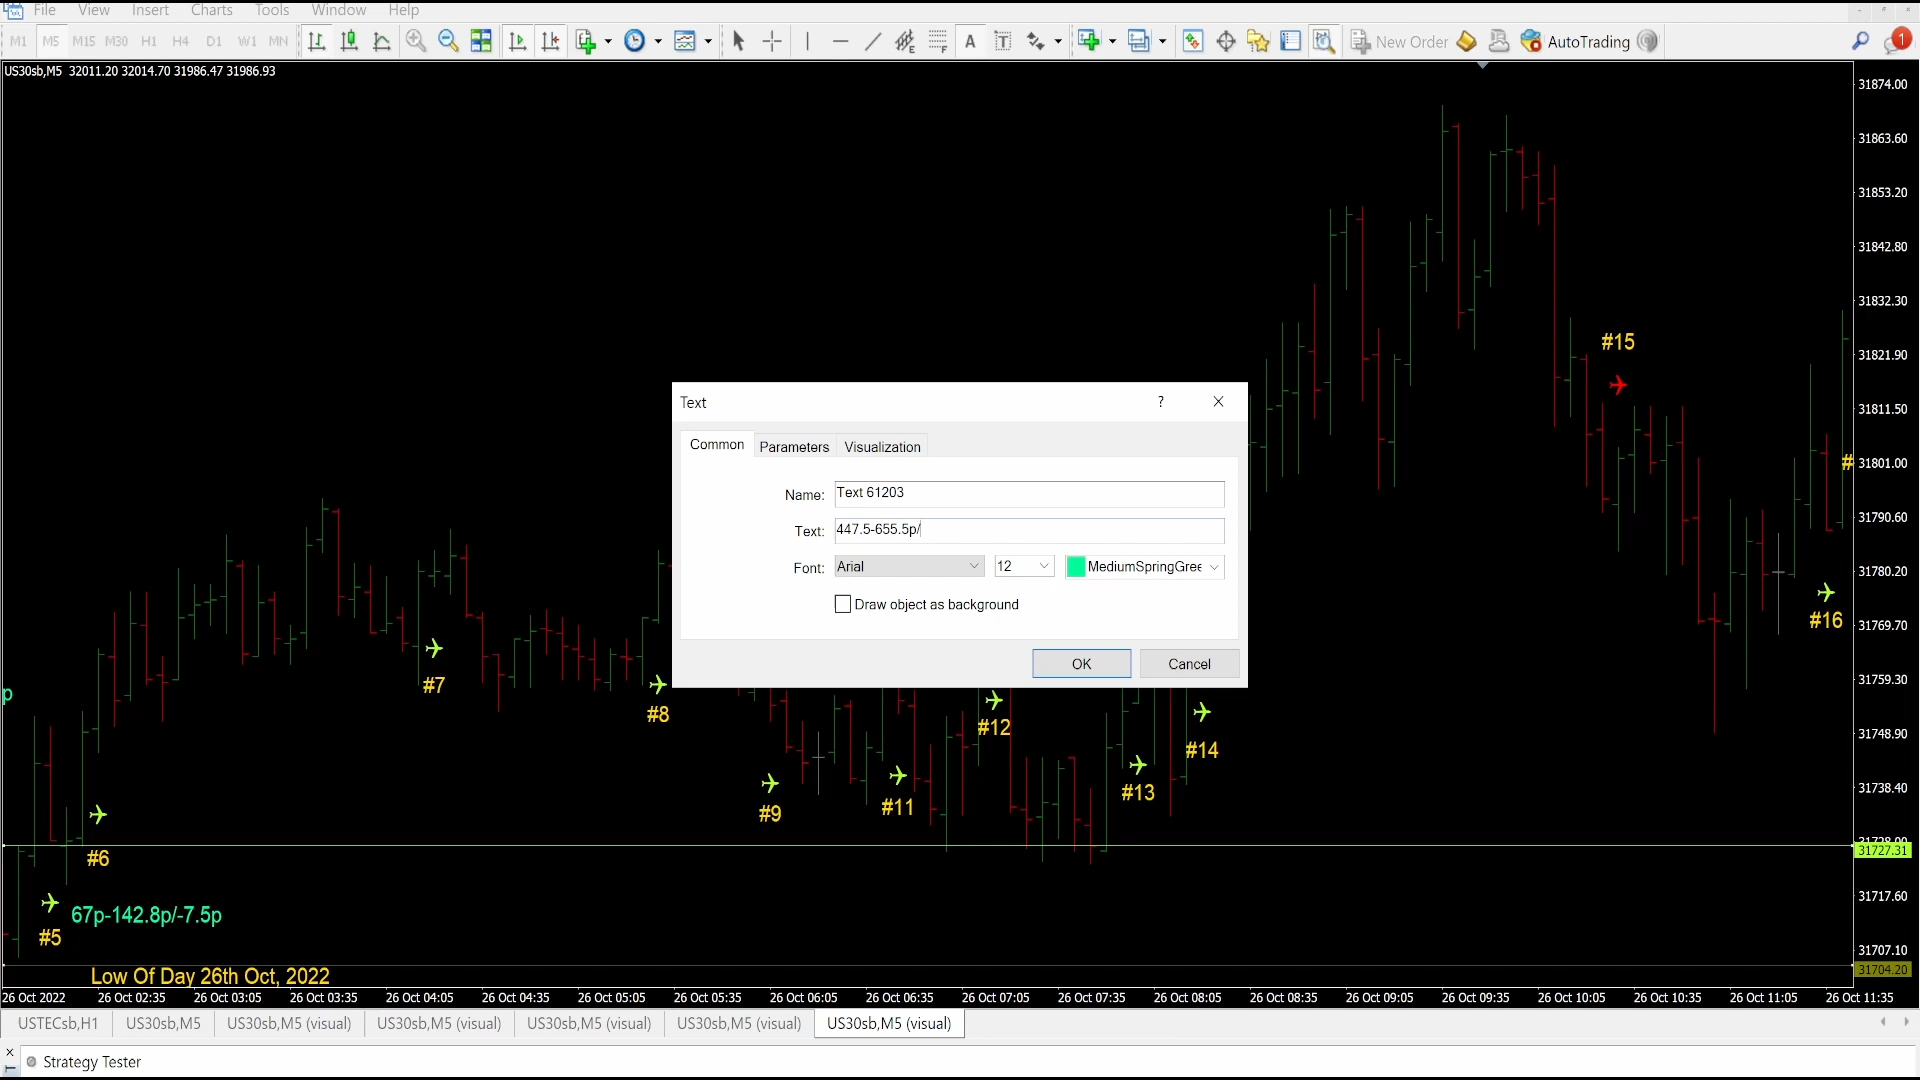 File View Insert Charts Tools Window Help
M1 M5 M15 M30 H1 H4 D1 W1 MN A T New Order AutoTrading 1
US30sb,M5 32011.20 32014.70 31986.47 31986.93
31874.00
31863.60
31853.20
31842.80
31832.30
#15
31821.90
31811.50
31801.00
#
31790.60
31780.20
31769.70
31759.30
31748.90
31738.40
31727.31
31717.60
31707.10
31704.20
Text ? X
Common Parameters Visualization
Name: Text 61203
Text: 447.5-655.5p/
Font: Arial 12 MediumSpringGree
Draw object as background
OK Cancel
#16
#7
p
#8
#12
#14
#13
#9 #11
#6
67p-142.8p/-7.5p
#5
Low Of Day 26th Oct, 2022
26 Oct 2022 26 Oct 02:35 26 Oct 03:05 26 Oct 03:35 26 Oct 04:05 26 Oct 04:35 26 Oct 05:05 26 Oct 05:35 26 Oct 06:05 26 Oct 06:35 26 Oct 07:05 26 Oct 07:35 26 Oct 08:05 26 Oct 08:35 26 Oct 09:05 26 Oct 09:35 26 Oct 10:05 26 Oct 10:35 26 Oct 11:05 26 Oct 11:35
USTECsb,H1 US30sb,M5 US30sb,M5 (visual) US30sb,M5 (visual) US30sb,M5 (visual) US30sb,M5 (visual) US30sb,M5 (visual)
Strategy Tester